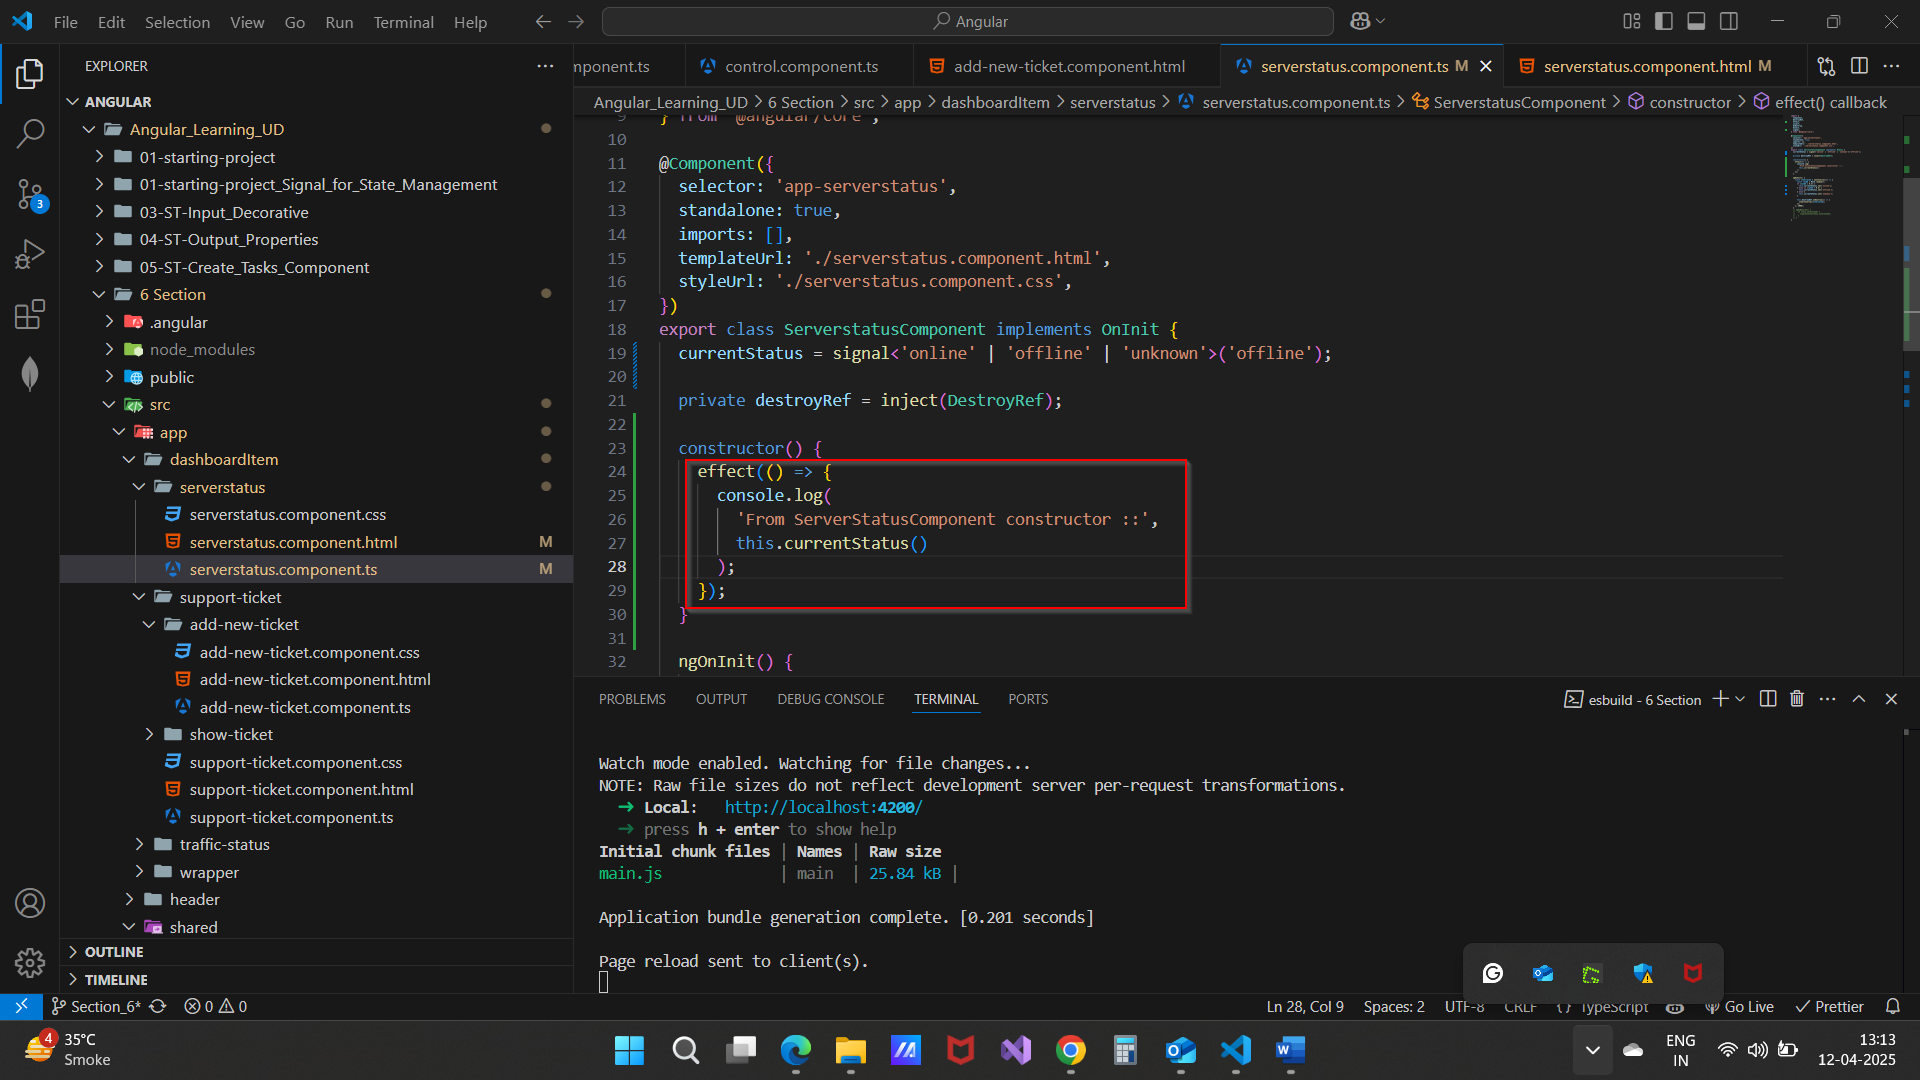 File Edit Selection View Go Run Terminal Help
Angular
EXPLORER
mponent.ts control.component.ts add-new-ticket.component.html serverstatus.component.ts M serverstatus.component.html M
Angular_Learning_UD > 6 Section > src > app > dashboardItem > serverstatus > serverstatus.component.ts > ServerstatusComponent > constructor > effect() callback
ANGULAR
Angular_Learning_UD
01-starting-project
01-starting-project_Signal_for_State_Management
03-ST-Input_Decorative
04-ST-Output_Properties
05-ST-Create_Tasks_Component
6 Section
.angular
node_modules
public
src
app
dashboardItem
serverstatus
serverstatus.component.css
serverstatus.component.html M
serverstatus.component.ts M
support-ticket
add-new-ticket
add-new-ticket.component.css
add-new-ticket.component.html
add-new-ticket.component.ts
show-ticket
support-ticket.component.css
support-ticket.component.html
support-ticket.component.ts
traffic-status
wrapper
header
shared
OUTLINE
TIMELINE
3
9 } from '@angular/core';
10
11 @Component({
12 selector: 'app-serverstatus',
13 standalone: true,
14 imports: [],
15 templateUrl: './serverstatus.component.html',
16 styleUrl: './serverstatus.component.css',
17 })
18 export class ServerstatusComponent implements OnInit {
19 currentStatus = signal<'online' | 'offline' | 'unknown'>('offline');
20
21 private destroyRef = inject(DestroyRef);
22
23 constructor() {
24 effect(() => {
25 console.log(
26 'From ServerStatusComponent constructor ::',
27 this.currentStatus()
28 );
29 });
30 }
31
32 ngOnInit() {
PROBLEMS OUTPUT DEBUG CONSOLE TERMINAL PORTS
esbuild - 6 Section
Watch mode enabled. Watching for file changes...
NOTE: Raw file sizes do not reflect development server per-request transformations.
➜ Local: http://localhost:4200/
➜ press h + enter to show help
Initial chunk files | Names | Raw size
main.js | main | 25.84 kB |
Application bundle generation complete. [0.201 seconds]
Page reload sent to client(s).
Section_6* 0 0 Ln 28, Col 9 Spaces: 2 UTF-8 CRLF {} TypeScript Go Live Prettier
4
35°C
Smoke
ENG
IN
13:13
12-04-2025